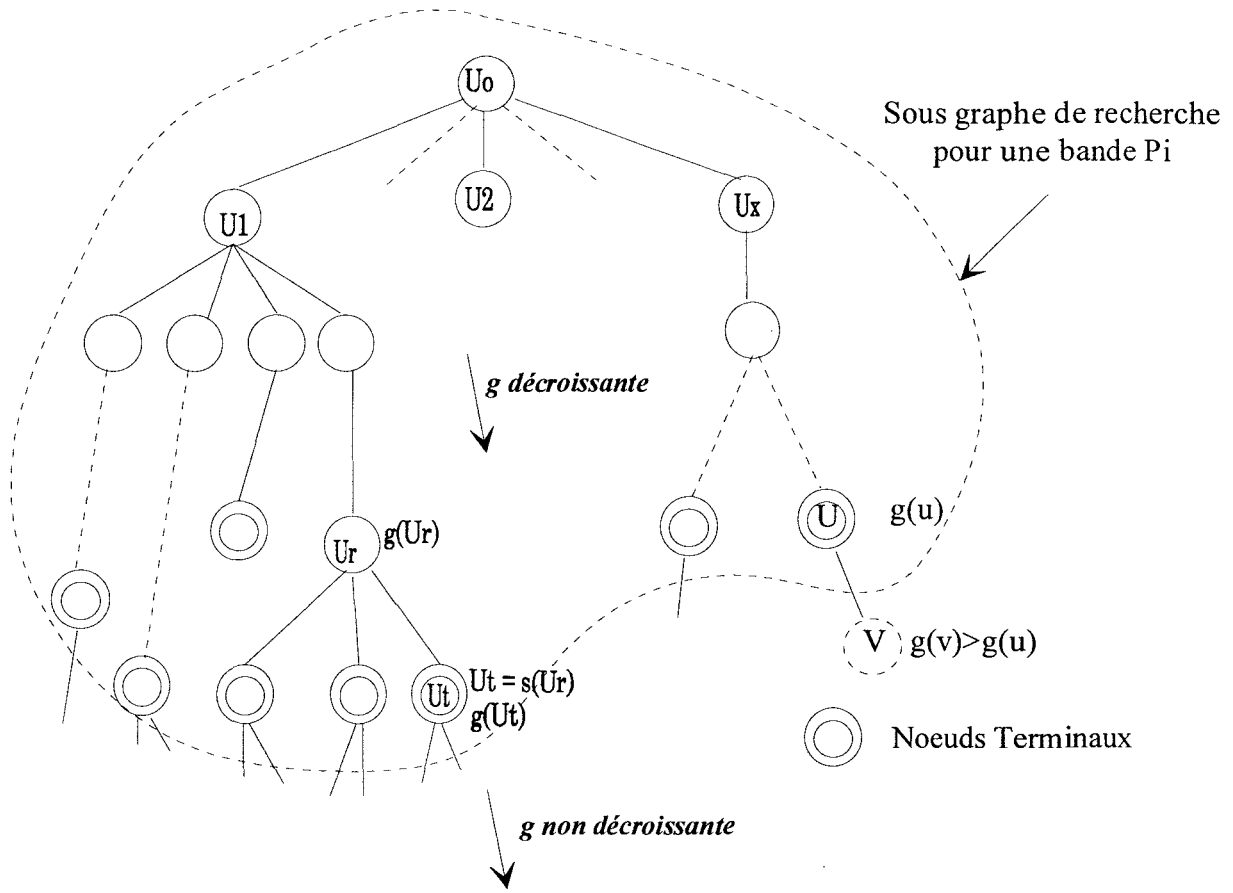 Uo
Sous graphe de recherche
pour une bande Pi
U1
U2
Ux
g décroissante
Ur
g(Ur)
U
g(u)
V
g(v)>g(u)
Ut
Ut = s(Ur)
g(Ut)
Noeuds Terminaux
g non décroissante